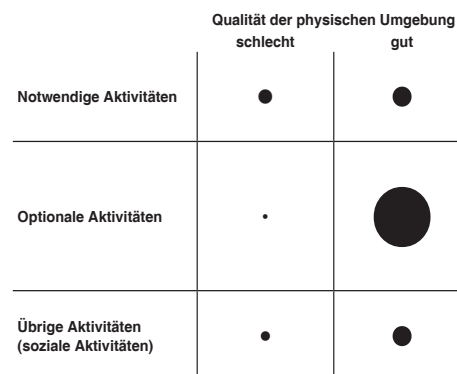 Qualität der physischen Umgebung
schlecht gut
Notwendige Aktivitäten
Optionale Aktivitäten
Übrige Aktivitäten
(soziale Aktivitäten)